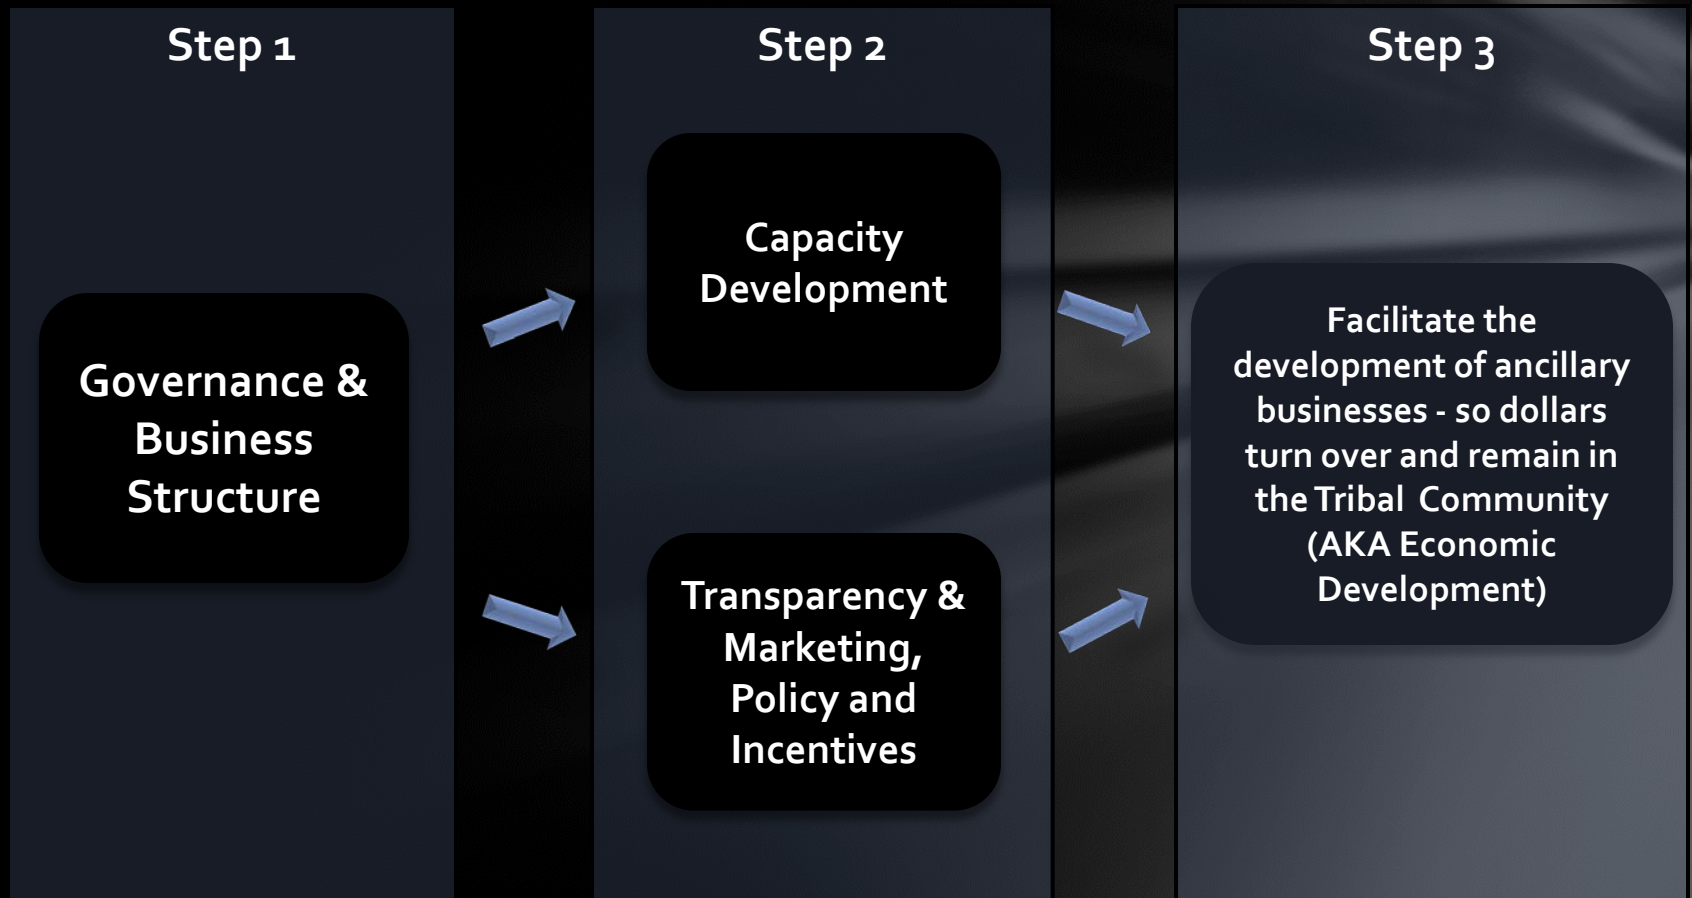 Step 1
Governance &
Business
Structure
Step 2
Capacity
Development
Transparency &
Marketing,
Policy and
Incentives
Step 3
Facilitate the
development of ancillary
businesses - so dollars
turn over and remain in
the Tribal  Community
(AKA Economic
Development)